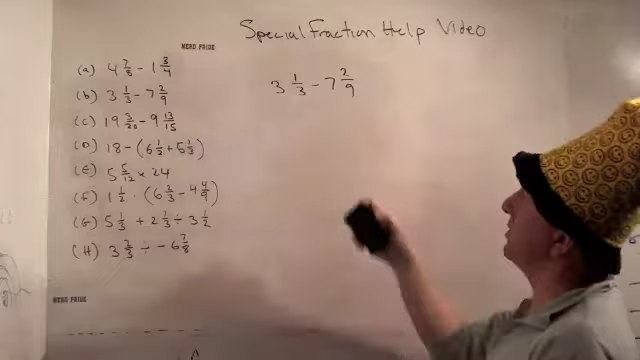 Special Fraction Help Video
NERD PRIDE
(a) 4 7/8 - 1 3/4
3 1/3 - 7 2/9
(b) 3 1/3 - 7 2/9
(c) 19 3/20 - 9 13/15
(D) 18 - (6 1/2 + 5 1/3)
(E) 5 5/12 × 24
(F) 1 1/2 · (6 2/3 - 4 4/9)
(G) 5 1/3 + 2 1/3 ÷ 3 1/2
(H) 3 2/3 ÷ - 6 7/8
NERD PRIDE